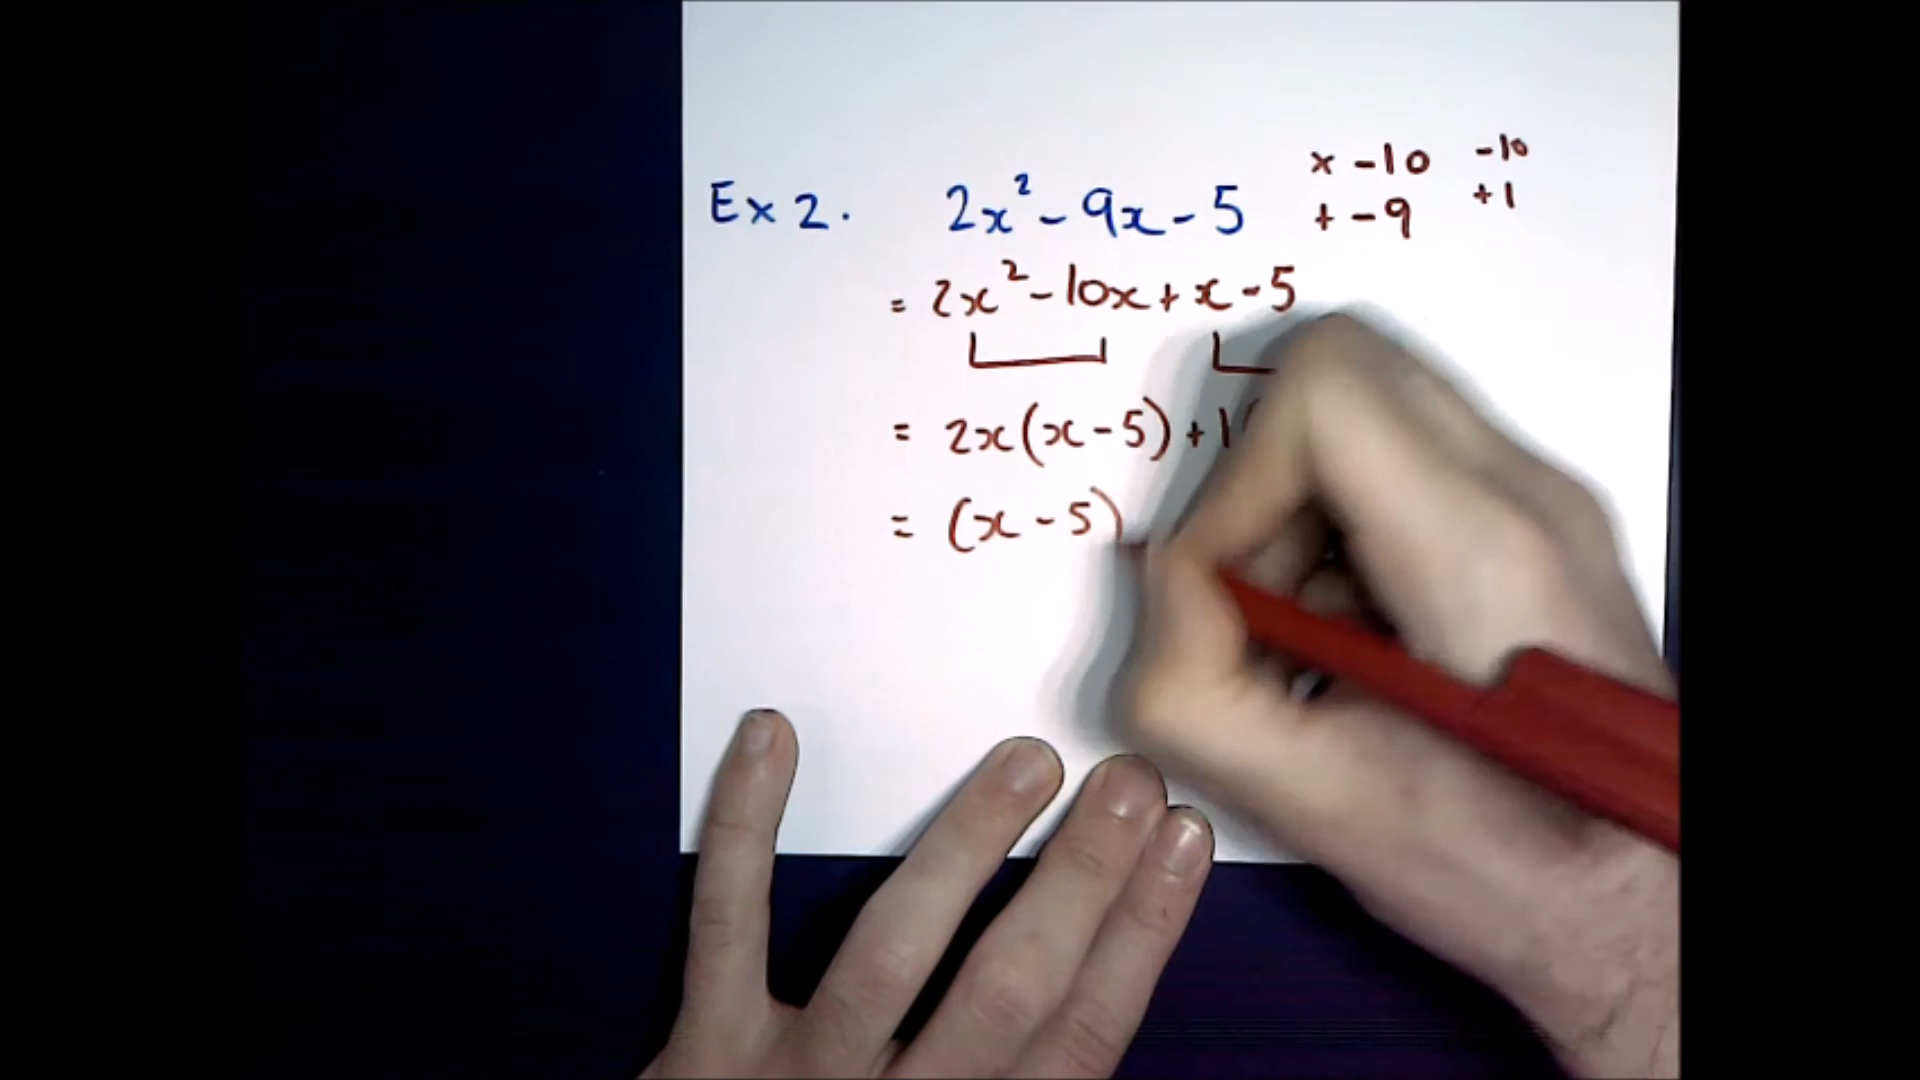 x -10 -10
Ex 2. 2x² - 9x - 5 + -9 +1
= 2x² - 10x + x - 5
= 2x(x - 5) + 1(
= (x - 5)